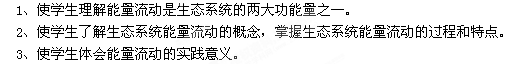 1、使学生理解能量流动是生态系统的两大功能量之一。
2、使学生了解生态系统能量流动的概念，掌握生态系统能量流动的过程和特点。
3、使学生体会能量流动的实践意义。